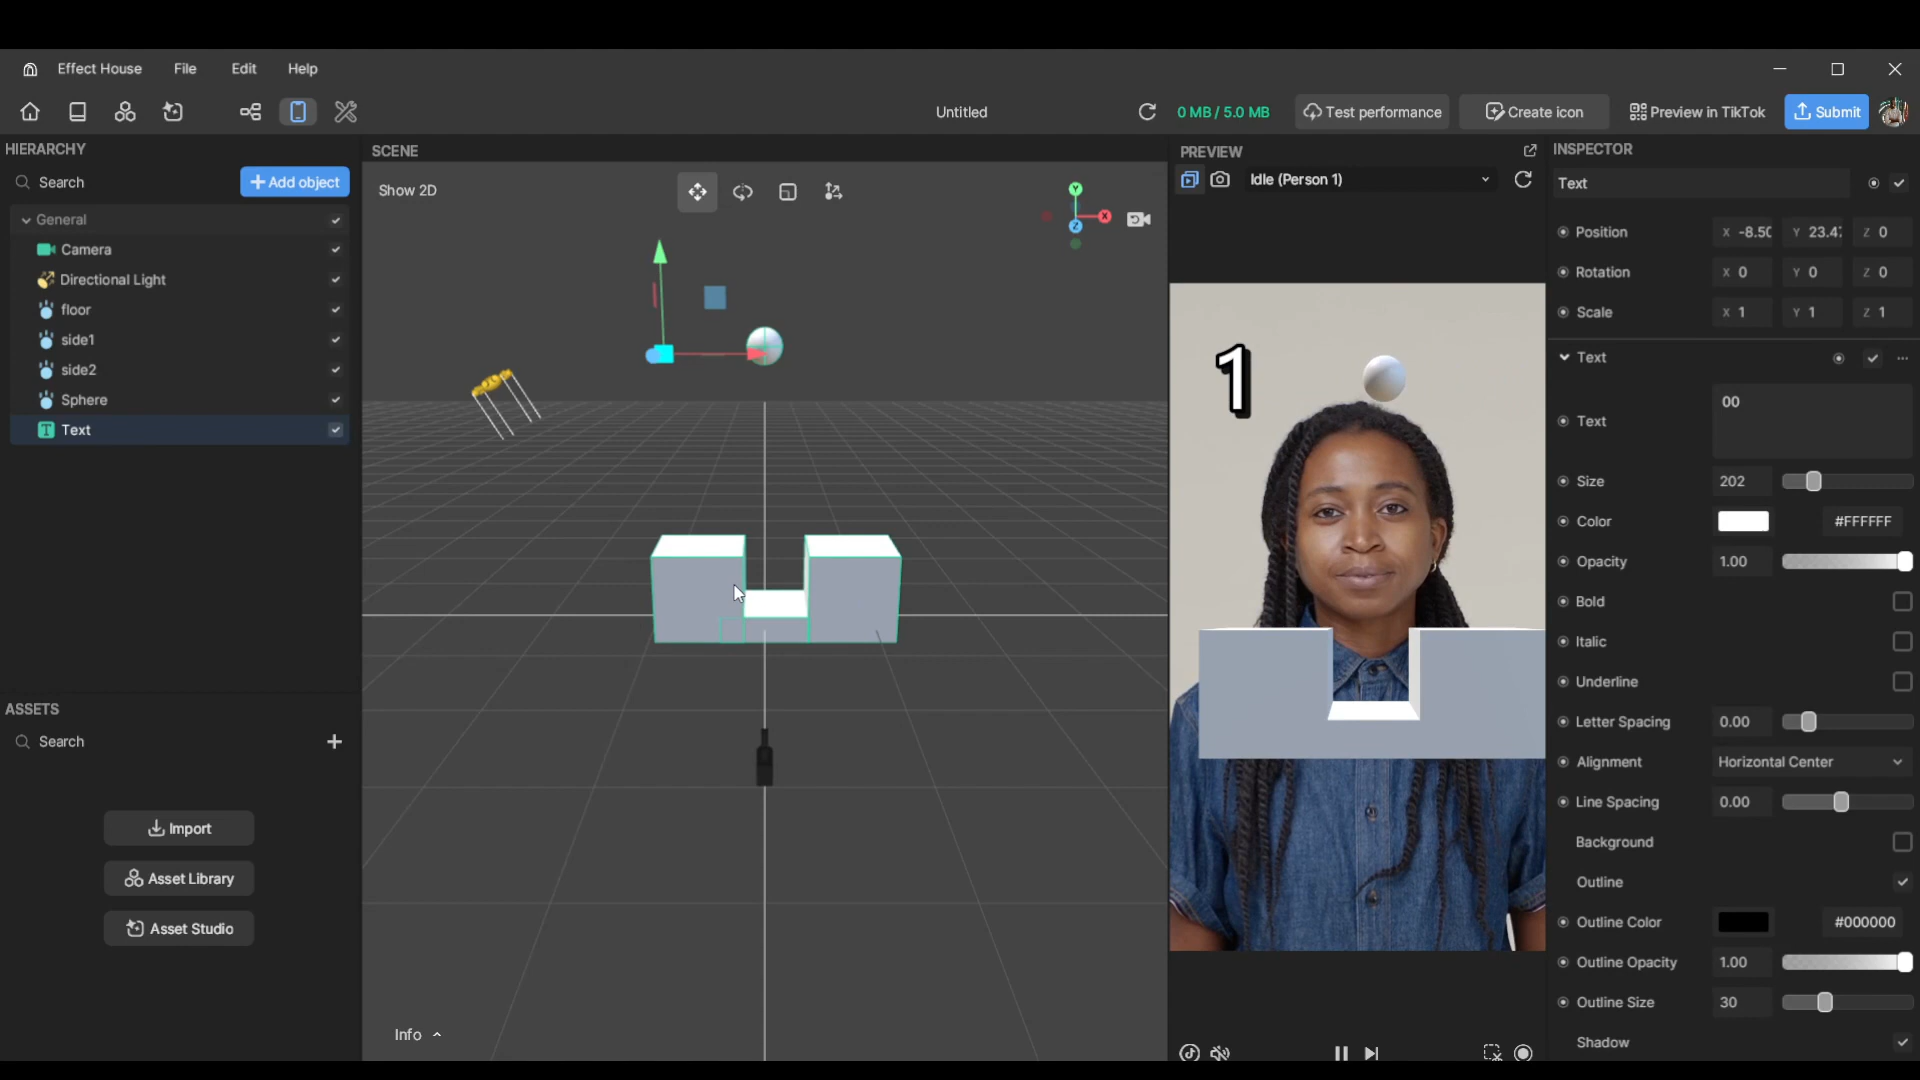 Effect House File Edit Help
Untitled 0 MB / 5.0 MB Test performance Create icon Preview in TikTok Submit
HIERARCHY
Search Add object
General
Camera
Directional Light
floor
side1
side2
Sphere
Text
ASSETS
Search
Import
Asset Library
Asset Studio
SCENE
Show 2D
Y
X
Z
Info
PREVIEW
Idle (Person 1)
1
INSPECTOR
Text
Position X -8.50 Y 23.47 Z 0
Rotation X 0 Y 0 Z 0
Scale X 1 Y 1 Z 1
Text
Text 00
Size 202
Color #FFFFFF
Opacity 1.00
Bold
Italic
Underline
Letter Spacing 0.00
Alignment Horizontal Center
Line Spacing 0.00
Background
Outline
Outline Color #000000
Outline Opacity 1.00
Outline Size 30
Shadow